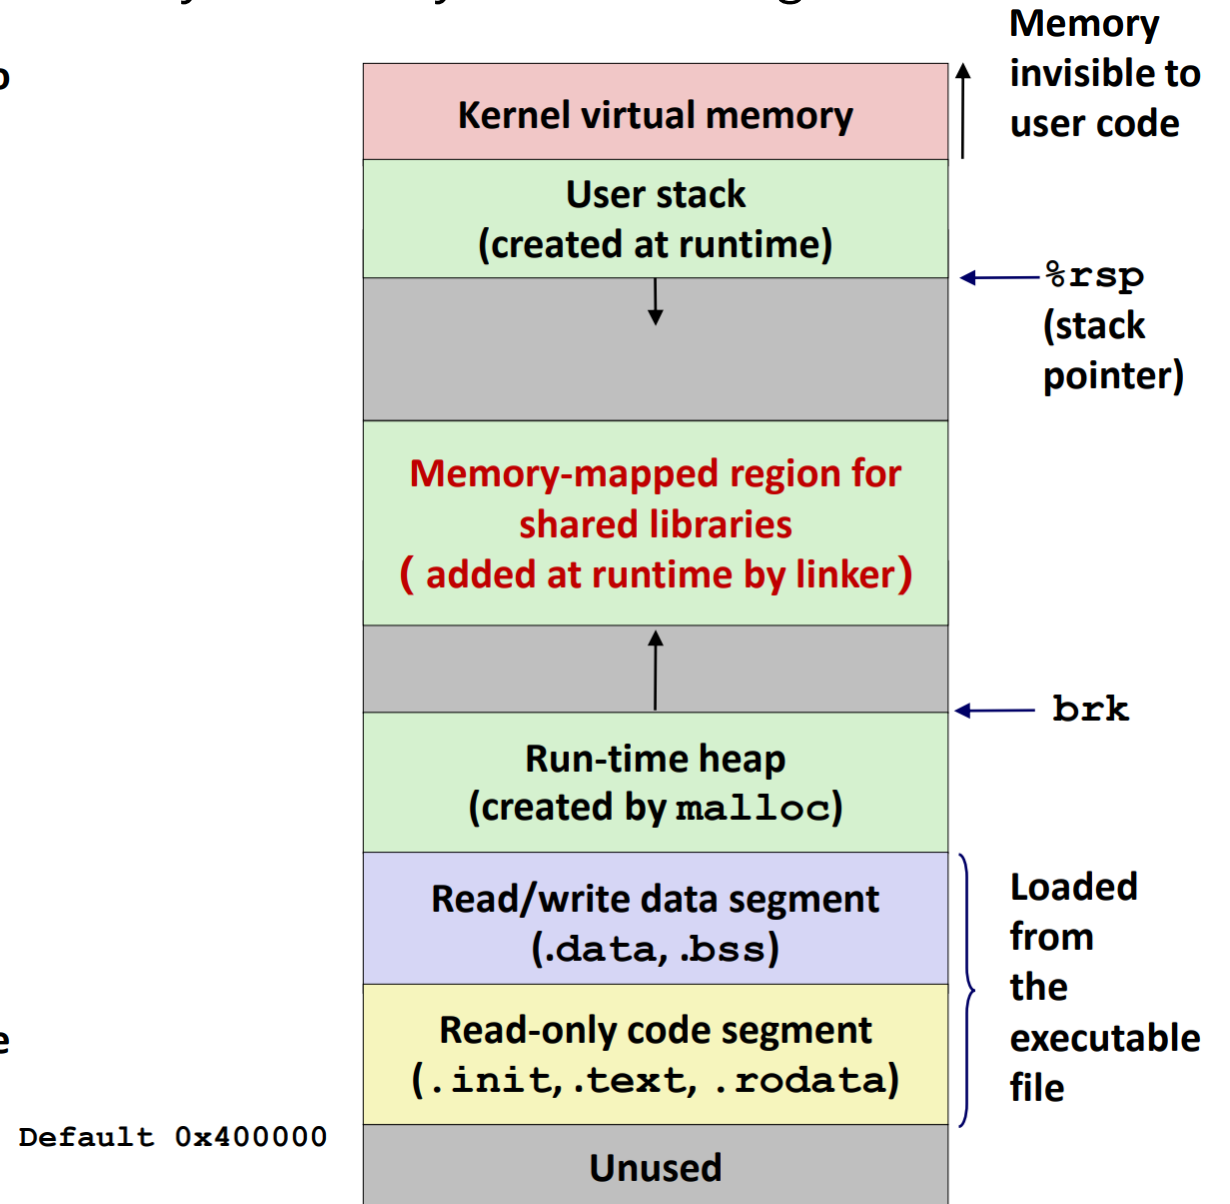 Memory
invisible to
user code
Kernel virtual memory
User stack
(created at runtime)
%rsp
(stack
pointer)
Memory-mapped region for
shared libraries
( added at runtime by linker)
brk
Run-time heap
(created by malloc)
Read/write data segment
(.data, .bss)
Loaded
from
the
executable
file
Read-only code segment
(.init, .text, .rodata)
Default 0x400000
Unused